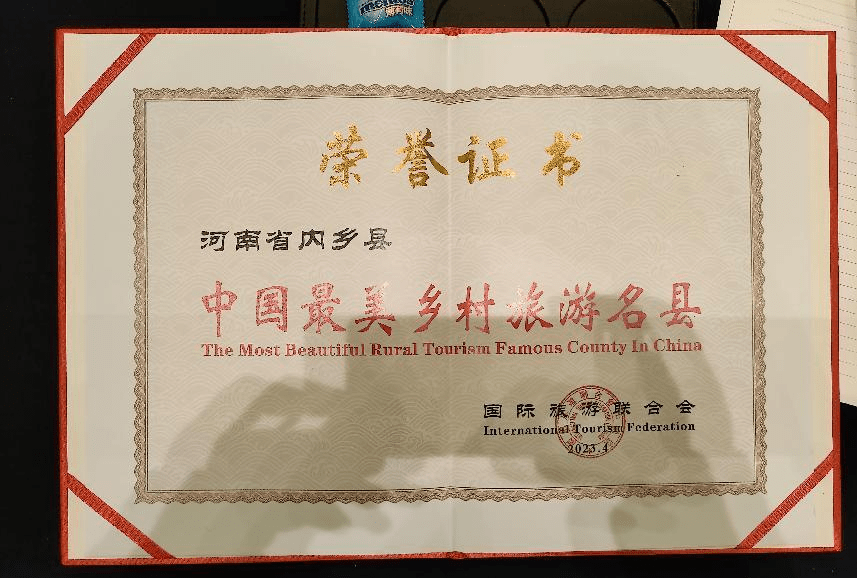 荣誉证书
河南省内乡县
中国最美乡村旅游名县
The Most Beautiful Rural Tourism Famous County In China
国际旅游联合会
International Tourism Federation
2023.4